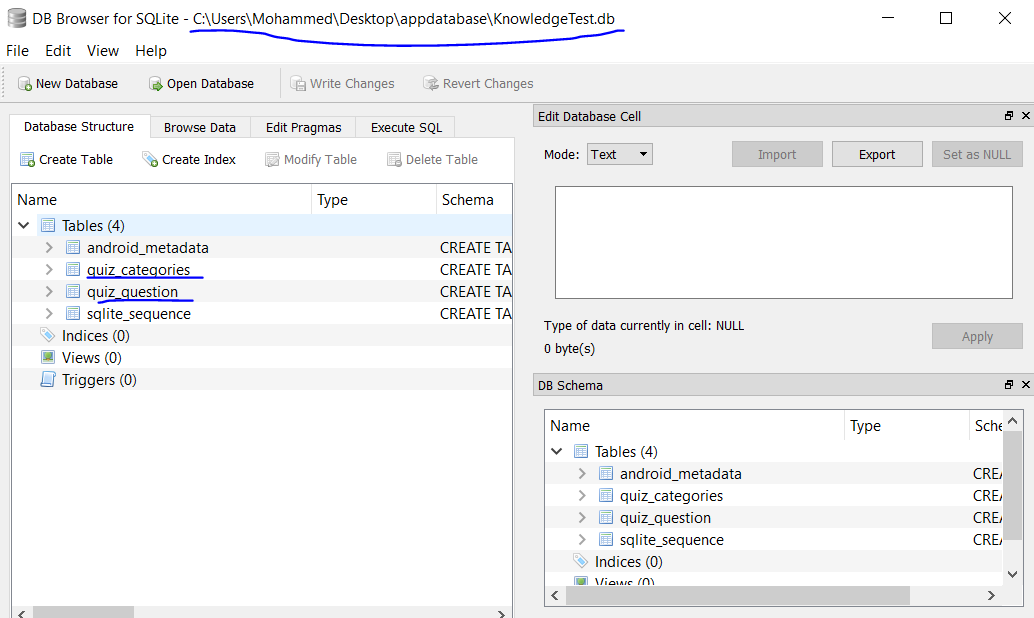 DB Browser for SQLite - C:\Users\Mohammed\Desktop\appdatabase\KnowledgeTest.db
File Edit View Help
New Database Open Database Write Changes Revert Changes
Database Structure Browse Data Edit Pragmas Execute SQL
Create Table Create Index Modify Table Delete Table
Name Type Schema
Tables (4)
android_metadata CREATE TA
quiz_categories CREATE TA
quiz_question CREATE TA
sqlite_sequence CREATE TA
Indices (0)
Views (0)
Triggers (0)
Edit Database Cell
Mode: Text Import Export Set as NULL
Type of data currently in cell: NULL
0 byte(s)
Apply
DB Schema
Name Type Sche
Tables (4)
android_metadata CREA
quiz_categories CREA
quiz_question CREA
sqlite_sequence CREA
Indices (0)
Views (0)